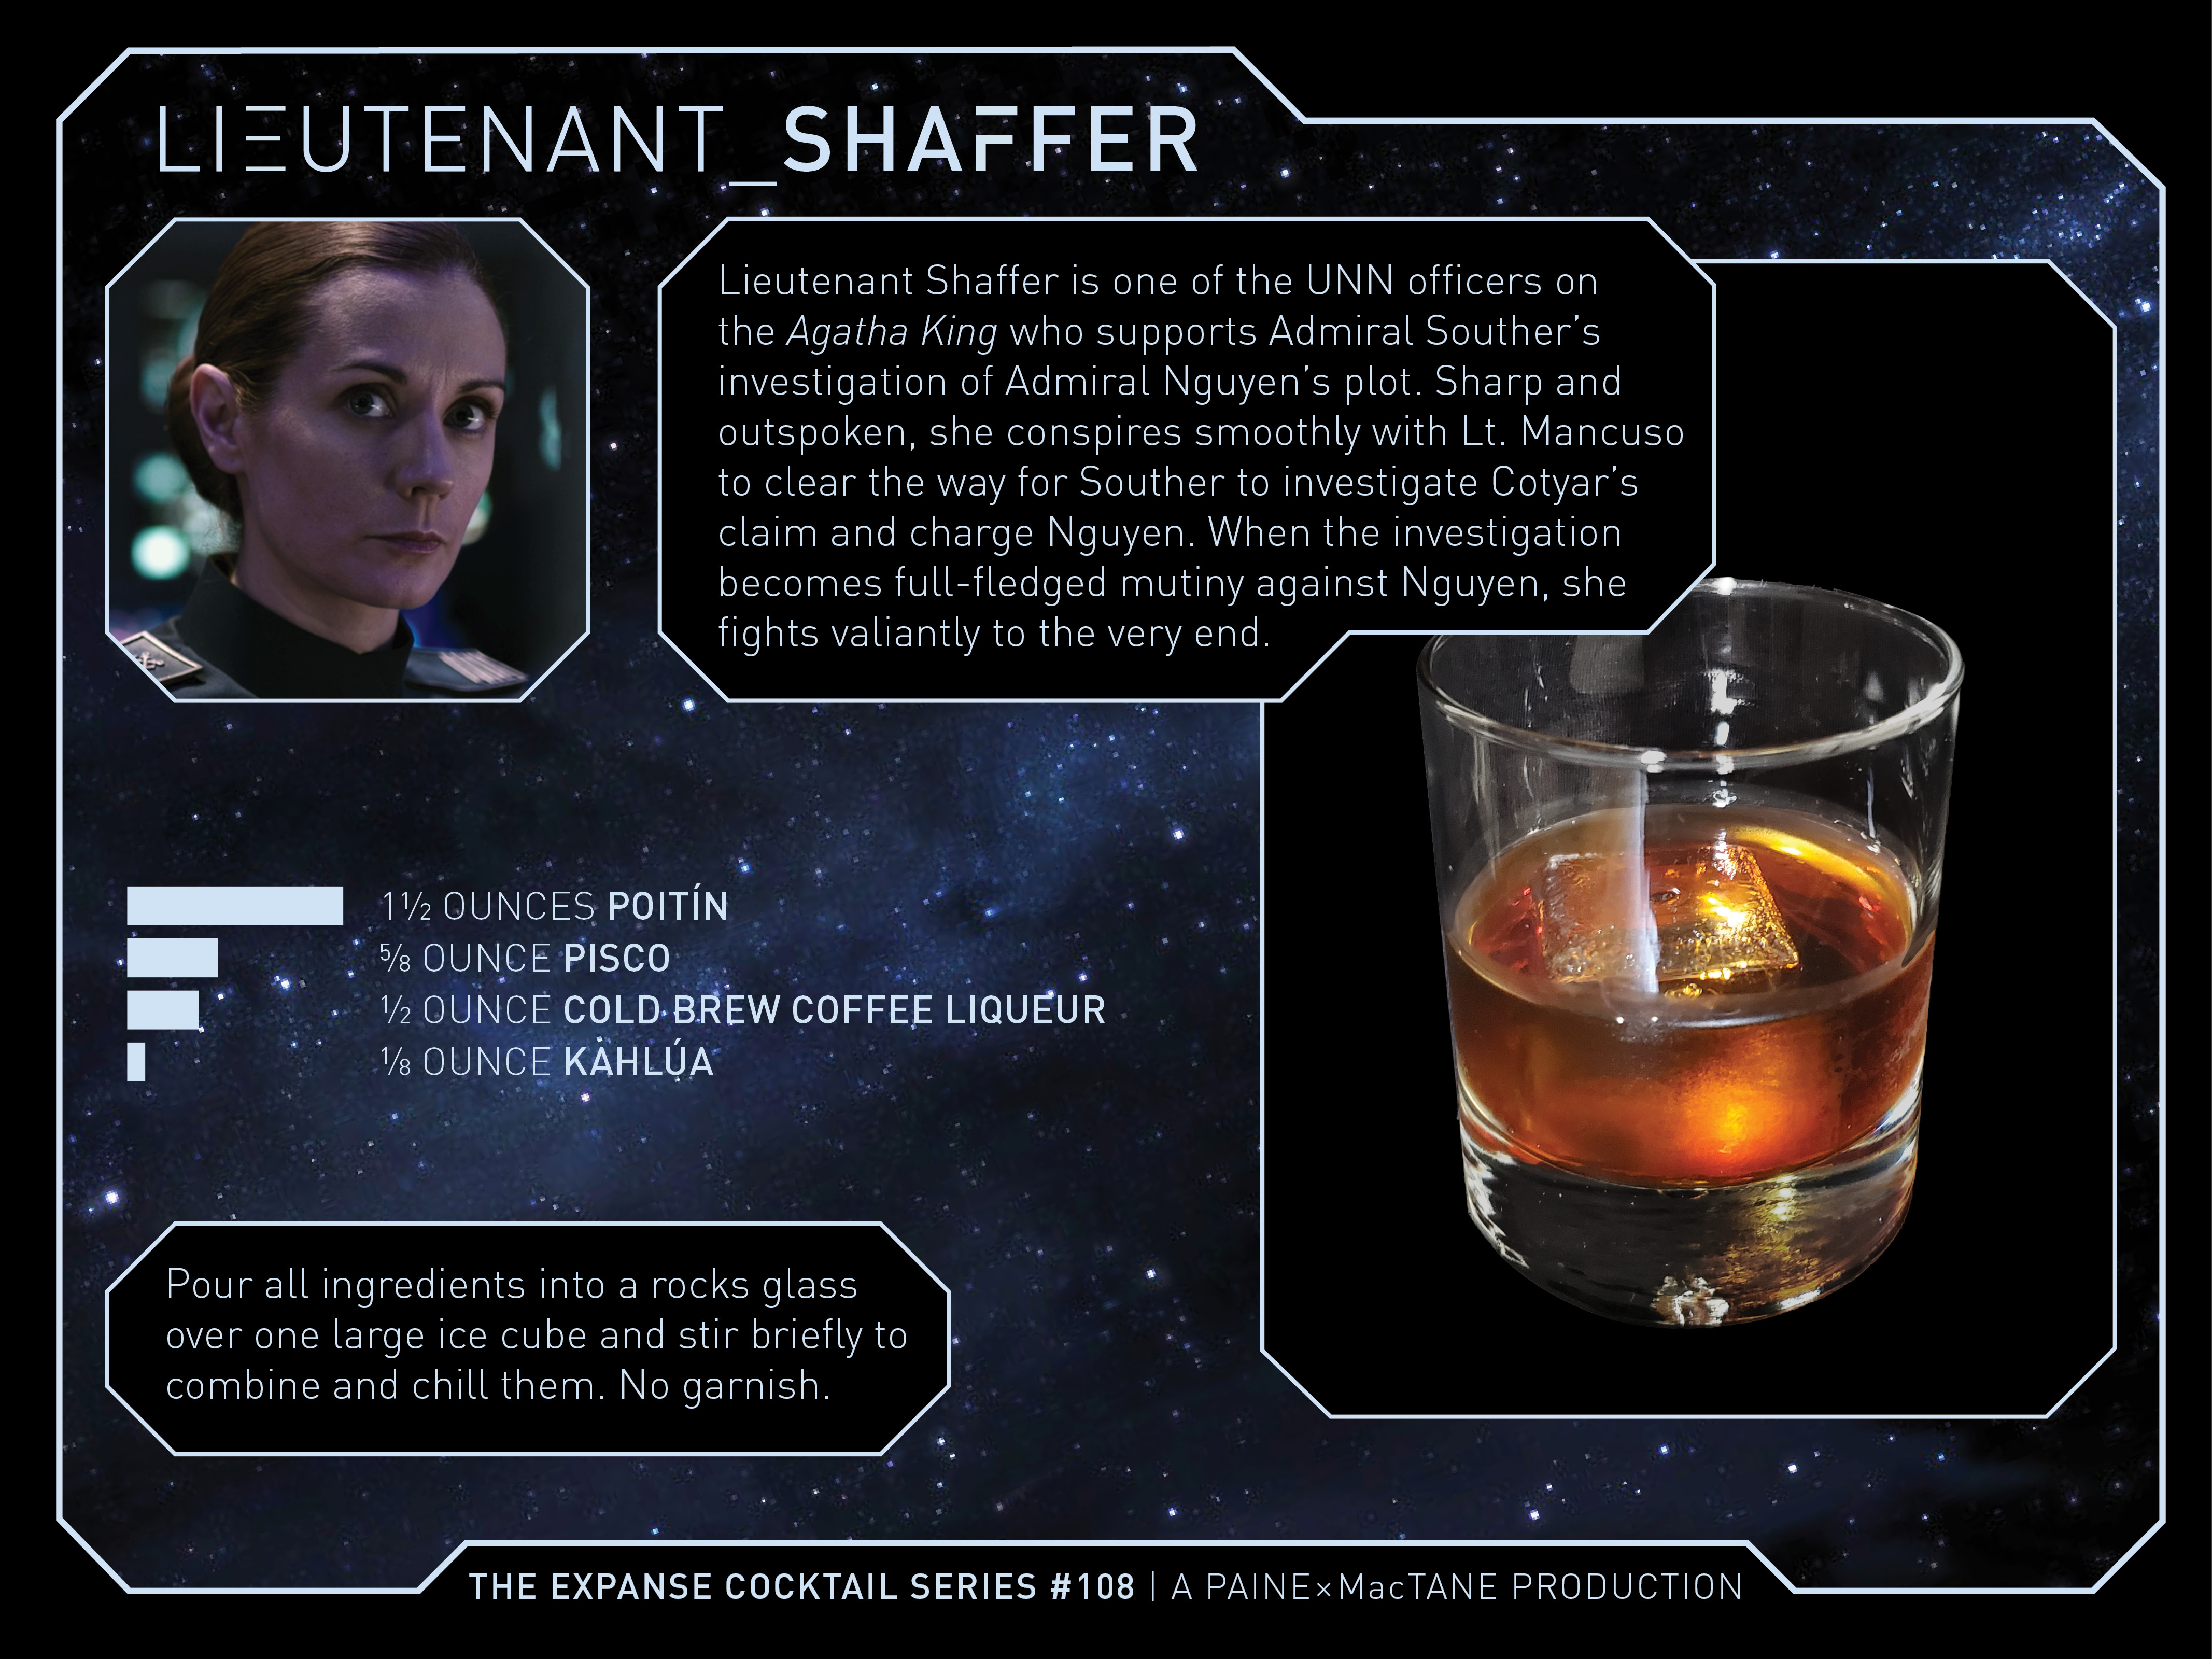 LIEUTENANT_SHAFFER
Lieutenant Shaffer is one of the UNN officers on
the Agatha King who supports Admiral Souther’s
investigation of Admiral Nguyen’s plot. Sharp and
outspoken, she conspires smoothly with Lt. Mancuso
to clear the way for Souther to investigate Cotyar’s
claim and charge Nguyen. When the investigation
becomes full-fledged mutiny against Nguyen, she
fights valiantly to the very end.
1½ OUNCES POITÍN
⅝ OUNCE PISCO
½ OUNCE COLD BREW COFFEE LIQUEUR
⅛ OUNCE KAHLÚA
Pour all ingredients into a rocks glass
over one large ice cube and stir briefly to
combine and chill them. No garnish.
THE EXPANSE COCKTAIL SERIES #108 | A PAINE×MacTANE PRODUCTION